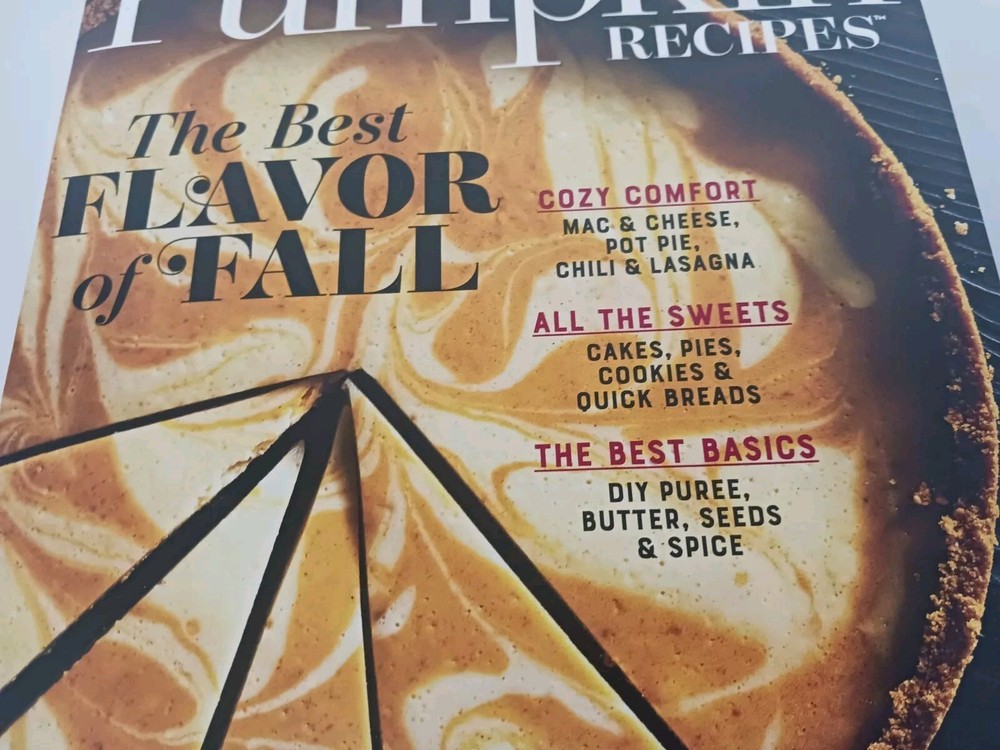 Pumpkin
RECIPES™
The Best
FLAVOR
of FALL
COZY COMFORT
MAC & CHEESE,
POT PIE,
CHILI & LASAGNA
ALL THE SWEETS
CAKES, PIES,
COOKIES &
QUICK BREADS
THE BEST BASICS
DIY PUREE,
BUTTER, SEEDS
& SPICE